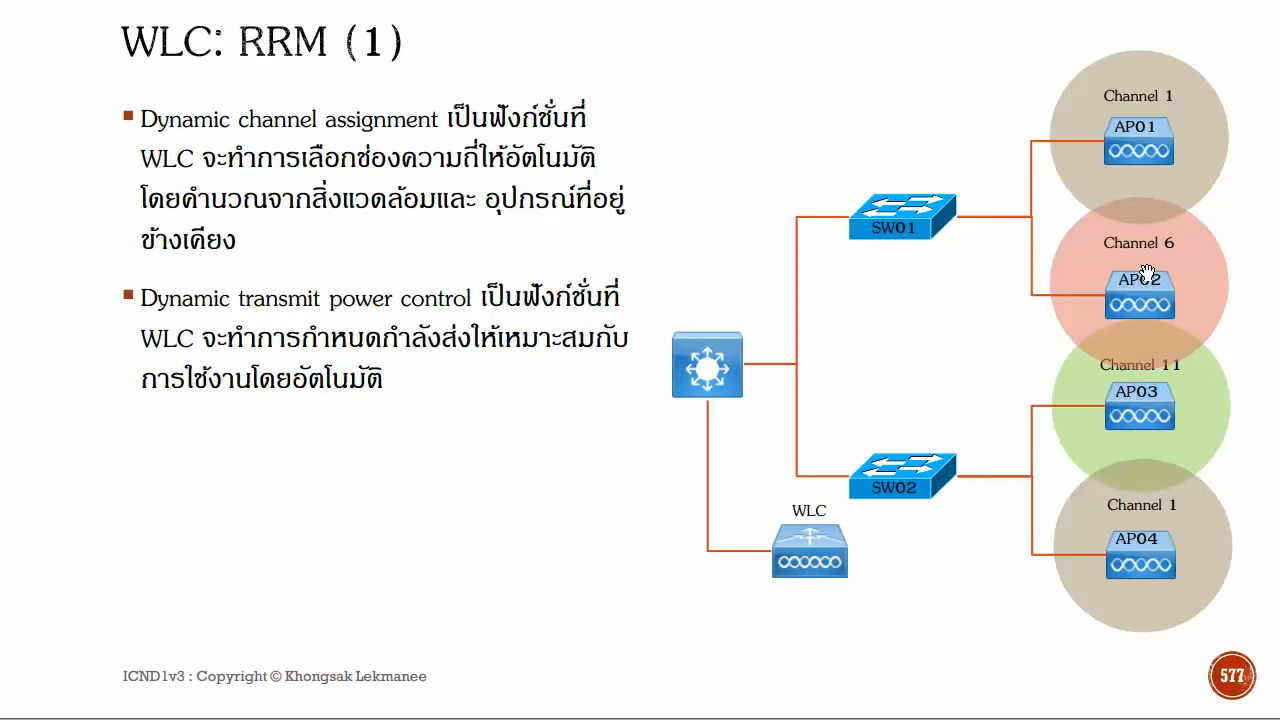 WLC: RRM (1)
Dynamic channel assignment เป็นฟังก์ชั่นที่
WLC จะทำการเลือกช่องความถี่ให้อัตโนมัติ
โดยคำนวณจากสิ่งแวดล้อมและ อุปกรณ์ที่อยู่
ข้างเคียง
Dynamic transmit power control เป็นฟังก์ชั่นที่
WLC จะทำการกำหนดกำลังส่งให้เหมาะสมกับ
การใช้งานโดยอัตโนมัติ
Channel 1
AP01
SW01
Channel 6
AP02
Channel 11
AP03
SW02
WLC
Channel 1
AP04
ICND1v3 : Copyright © Khongsak Lekmanee
577